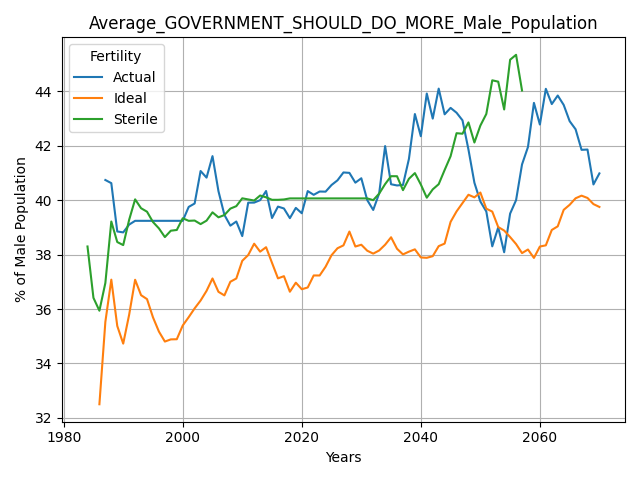 Average_GOVERNMENT_SHOULD_DO_MORE_Male_Population
Fertility
Actual
Ideal
Sterile
% of Male Population
44
42
40
38
36
34
32
1980
2000
2020
2040
2060
Years